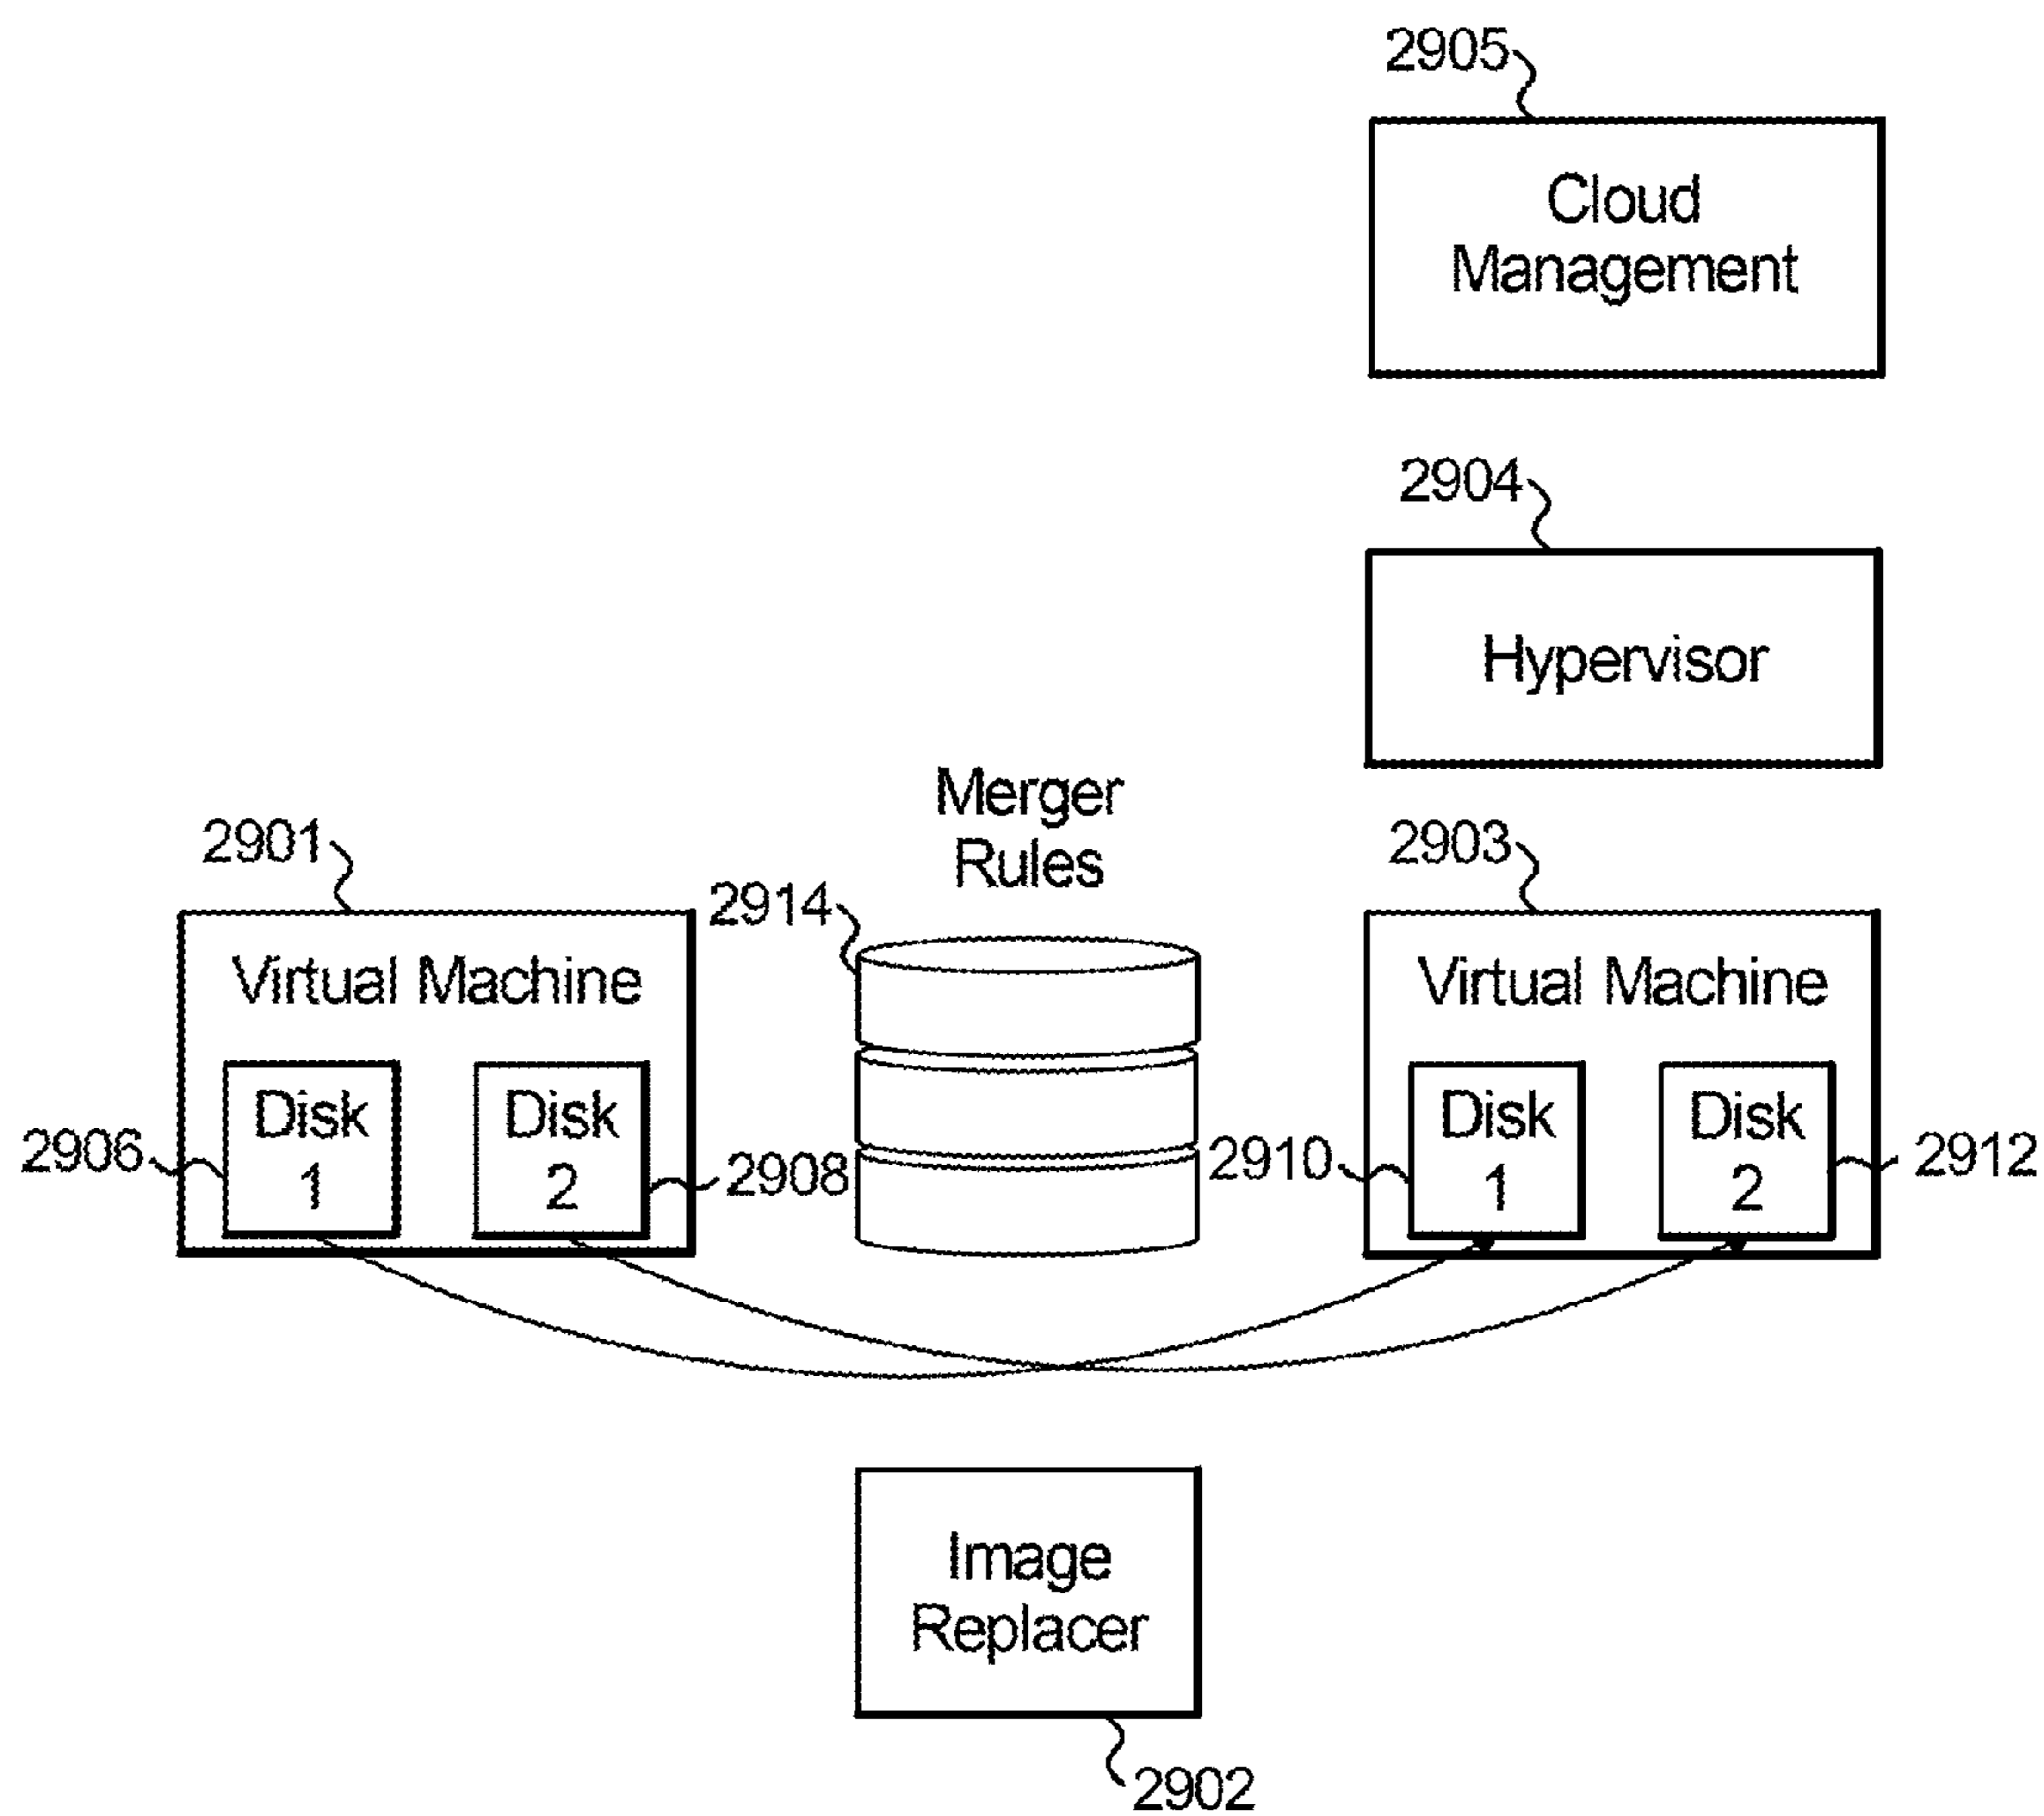 2905
Cloud
Management
2904
Hypervisor
Merger
Rules
2901
2914
2903
Virtual Machine
Virtual Machine
Disk
1
Disk
2
Disk
1
Disk
2
2906
2908
2910
2912
Image
Replacer
2902